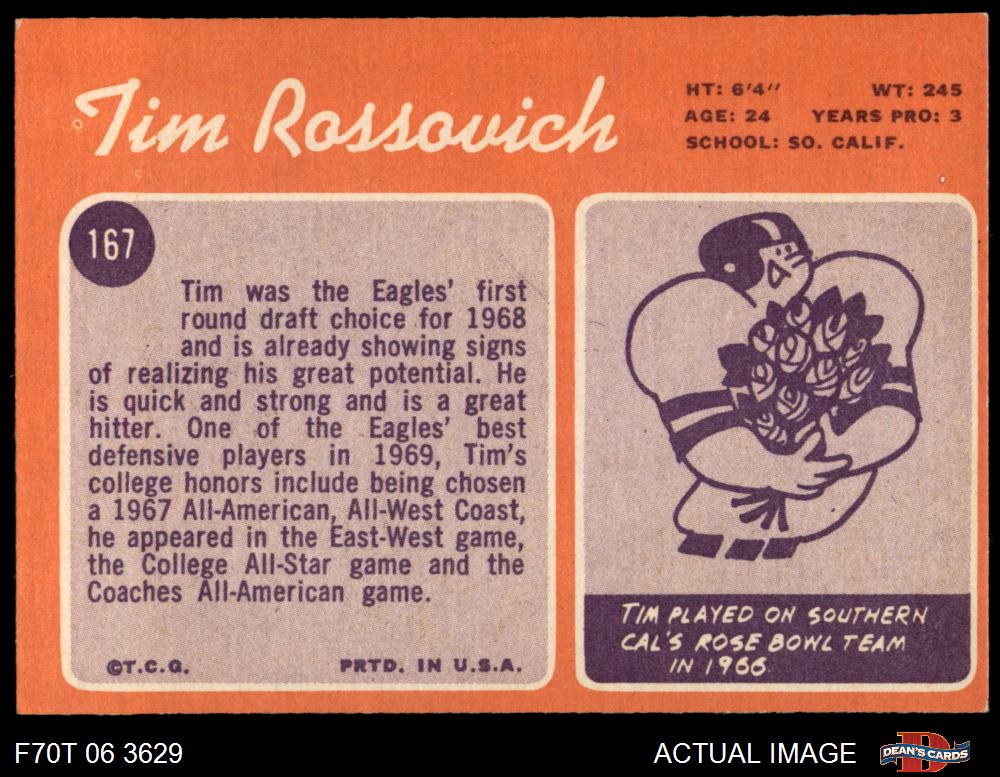 Tim Rossovich
HT: 6'4" WT: 245
AGE: 24 YEARS PRO: 3
SCHOOL: SO. CALIF.
167
Tim was the Eagles' first
round draft choice for 1968
and is already showing signs
of realizing his great potential. He
is quick and strong and is a great
hitter. One of the Eagles' best
defensive players in 1969, Tim's
college honors include being chosen
a 1967 All-American, All-West Coast,
he appeared in the East-West game,
the College All-Star game and the
Coaches All-American game.
©T.C.G. PRTD. IN U.S.A.
TIM PLAYED ON SOUTHERN
CAL'S ROSE BOWL TEAM
IN 1966.
F70T 06 3629 ACTUAL IMAGE DEAN'S CARDS